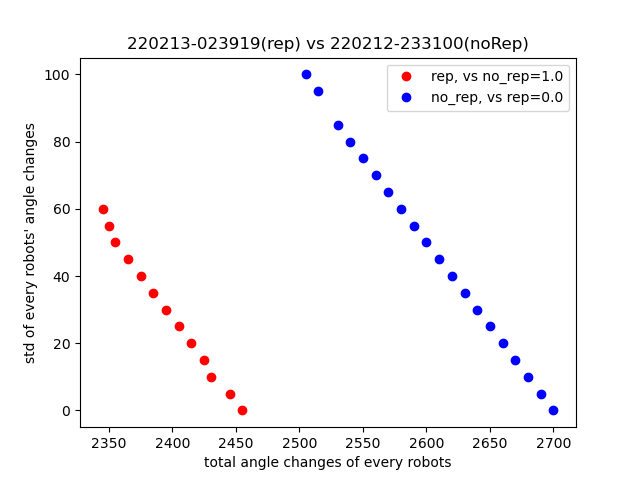 220213-023919(rep) vs 220212-233100(noRep)
rep, vs no_rep=1.0
no_rep, vs rep=0.0
std of every robots' angle changes
100
80
60
40
20
0
2350 2400 2450 2500 2550 2600 2650 2700
total angle changes of every robots